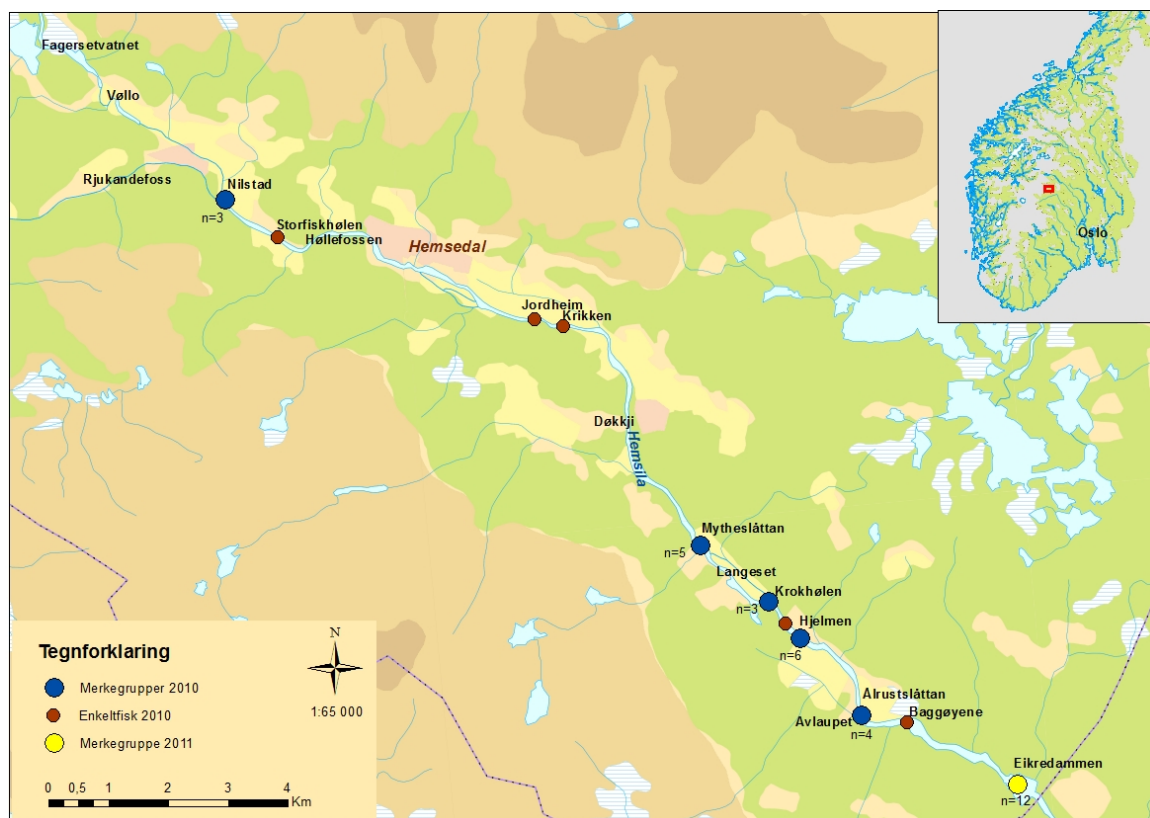 Fagersetvatnet
Vøllo
Rjukandefoss
Nilstad
n=3
Storfiskhølen
Høllefossen
Hemsedal
Oslo
Jordheim
Krikken
Døkkji
Hemsila
Mytheslåttan
n=5
Langeset
Krokhølen
n=3
Hjelmen
n=6
Ålrustslåttan
Avlaupet
Baggøyene
n=4
Eikredammen
n=12
Tegnforklaring
N
Merkegrupper 2010
Enkeltfisk 2010
1:65 000
Merkegruppe 2011
0 0,5 1 2 3 4
Km